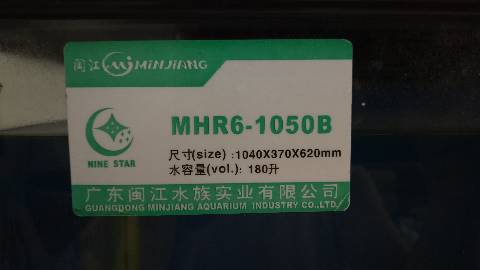 闽江 MINJIANG
MHR6-1050B
NINE STAR
尺寸(size) :1040X370X620mm
水容量(vol.): 180升
广东闽江水族实业有限公司
GUANGDONG MINJIANG AQUARIUM INDUSTRY CO.,LTD.